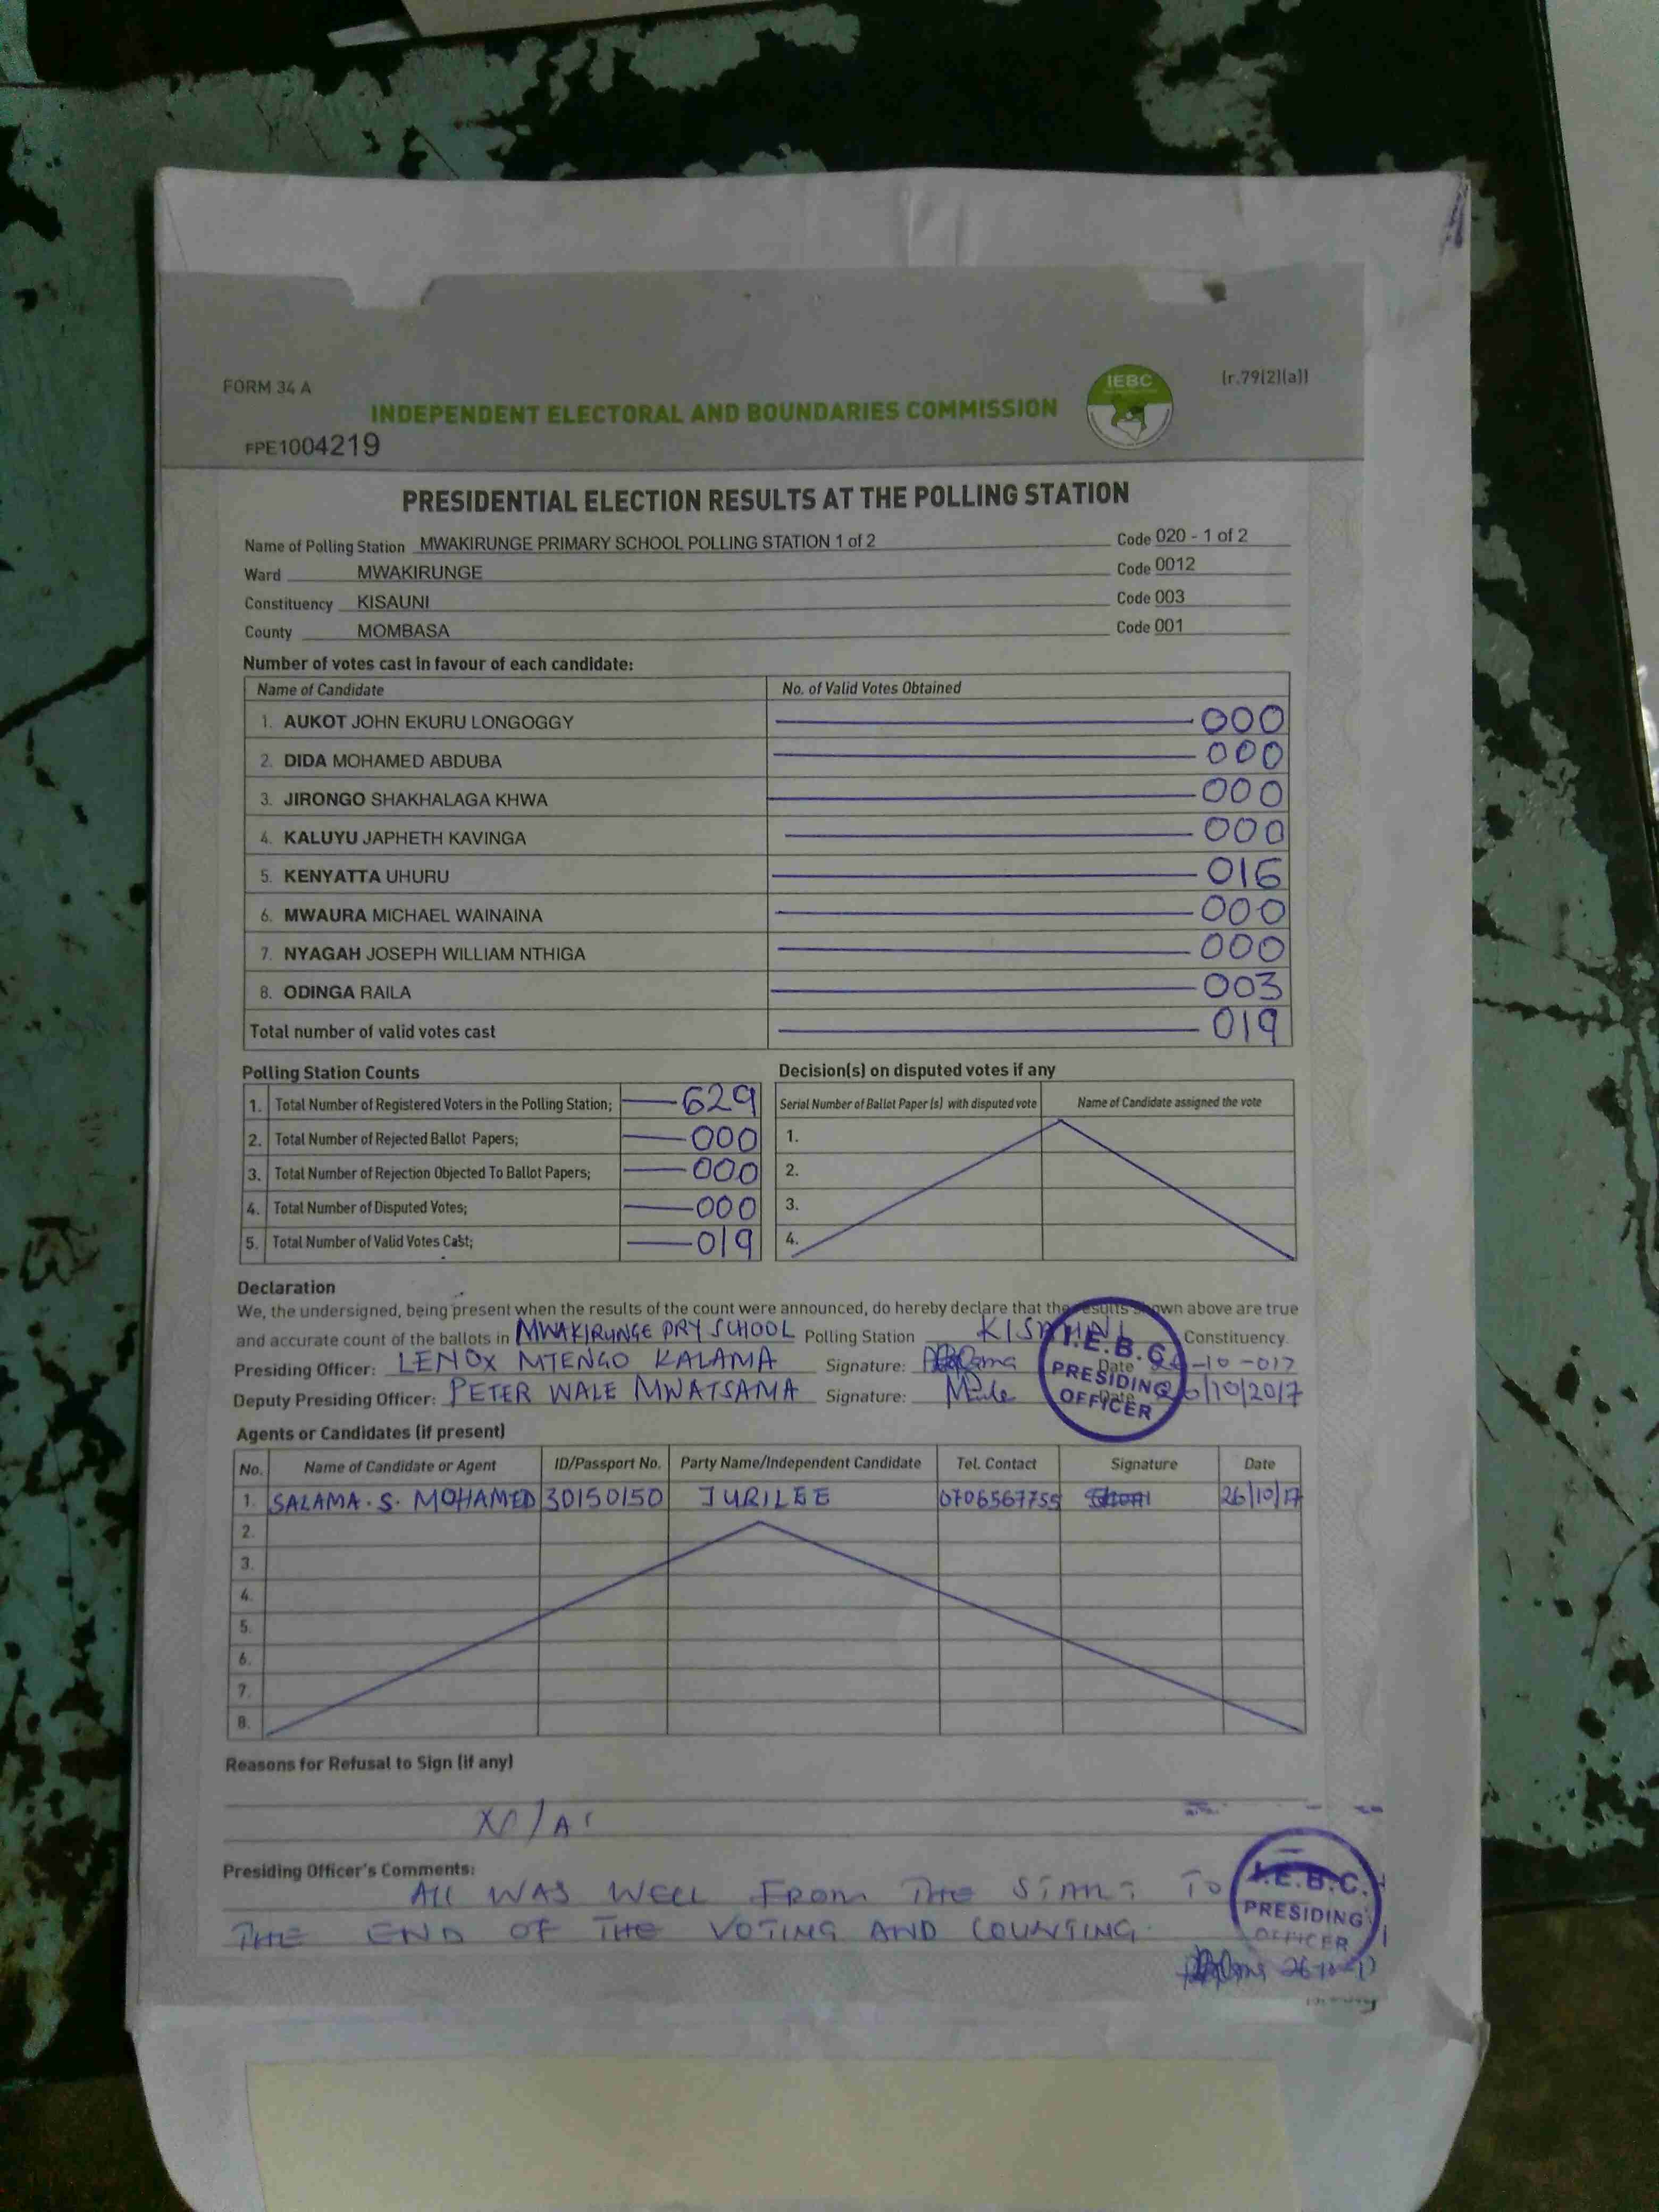 FORM 34 A
IEBC
(r.79(2)(a))
INDEPENDENT ELECTORAL AND BOUNDARIES COMMISSION
FPE1004219
PRESIDENTIAL ELECTION RESULTS AT THE POLLING STATION
Name of Polling Station MWAKIRUNGE PRIMARY SCHOOL POLLING STATION 1 of 2 Code 020 - 1 of 2
Ward MWAKIRUNGE Code 0012
Constituency KISAUNI Code 003
County MOMBASA Code 001
Number of votes cast in favour of each candidate:
Name of Candidate No. of Valid Votes Obtained
1. AUKOT JOHN EKURU LONGOGGY 000
2. DIDA MOHAMED ABDUBA 000
3. JIRONGO SHAKHALAGA KHWA 000
4. KALUYU JAPHETH KAVINGA 000
5. KENYATTA UHURU 016
6. MWAURA MICHAEL WAINAINA 000
7. NYAGAH JOSEPH WILLIAM NTHIGA 000
8. ODINGA RAILA 003
Total number of valid votes cast 019
Polling Station Counts
1. Total Number of Registered Voters in the Polling Station; 629
2. Total Number of Rejected Ballot Papers; 000
3. Total Number of Rejection Objected To Ballot Papers; 000
4. Total Number of Disputed Votes; 000
5. Total Number of Valid Votes Cast; 019
Decision(s) on disputed votes if any
Serial Number of Ballot Paper (s) with disputed vote Name of Candidate assigned the vote
1.
2.
3.
4.
Declaration
We, the undersigned, being present when the results of the count were announced, do hereby declare that the results shown above are true
and accurate count of the ballots in MWAKIRUNGE PRY SCHOOL Polling Station KISAUNI Constituency.
Presiding Officer: LENOX MTENGO KALAMA Signature: Date 26-10-017
Deputy Presiding Officer: PETER WALE MWATSAMA Signature: Date 26/10/2017
I.E.B.C.
PRESIDING
OFFICER
Agents or Candidates (if present)
No. Name of Candidate or Agent ID/Passport No. Party Name/Independent Candidate Tel. Contact Signature Date
1. SALAMA. S. MOHAMED 30150150 JUBILEE 0706567755 26/10/17
2.
3.
4.
5.
6.
7.
8.
Reasons for Refusal to Sign (if any)
Presiding Officer's Comments:
ALL WAS WELL FROM THE START TO
THE END OF THE VOTING AND COUNTING.
I.E.B.C.
PRESIDING
OFFICER
26-10-17